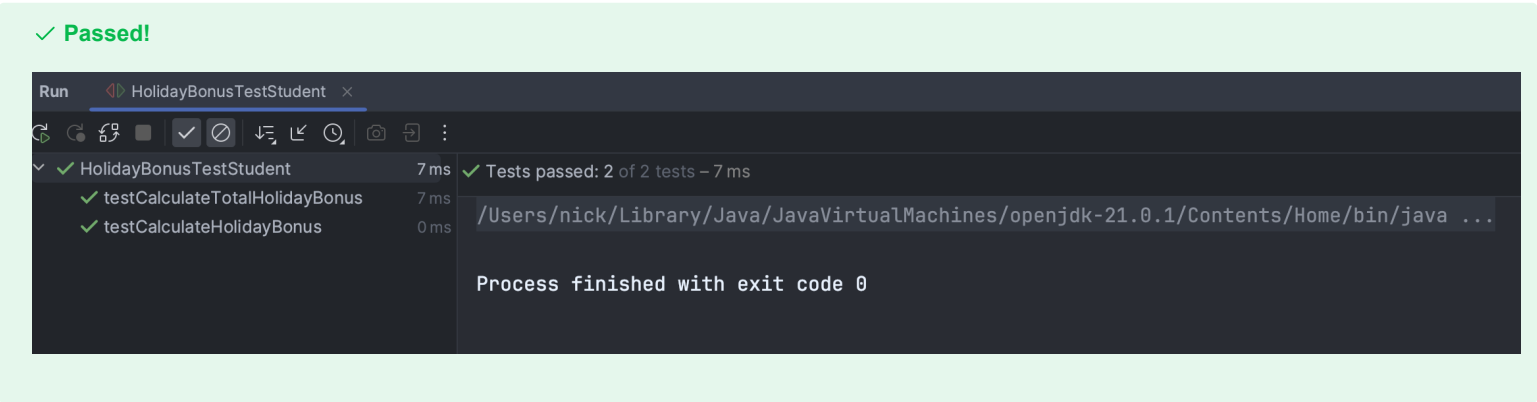 Passed!
Run HolidayBonusTestStudent
HolidayBonusTestStudent 7 ms
testCalculateTotalHolidayBonus 7 ms
testCalculateHolidayBonus 0 ms
Tests passed: 2 of 2 tests – 7 ms
/Users/nick/Library/Java/JavaVirtualMachines/openjdk-21.0.1/Contents/Home/bin/java ...
Process finished with exit code 0